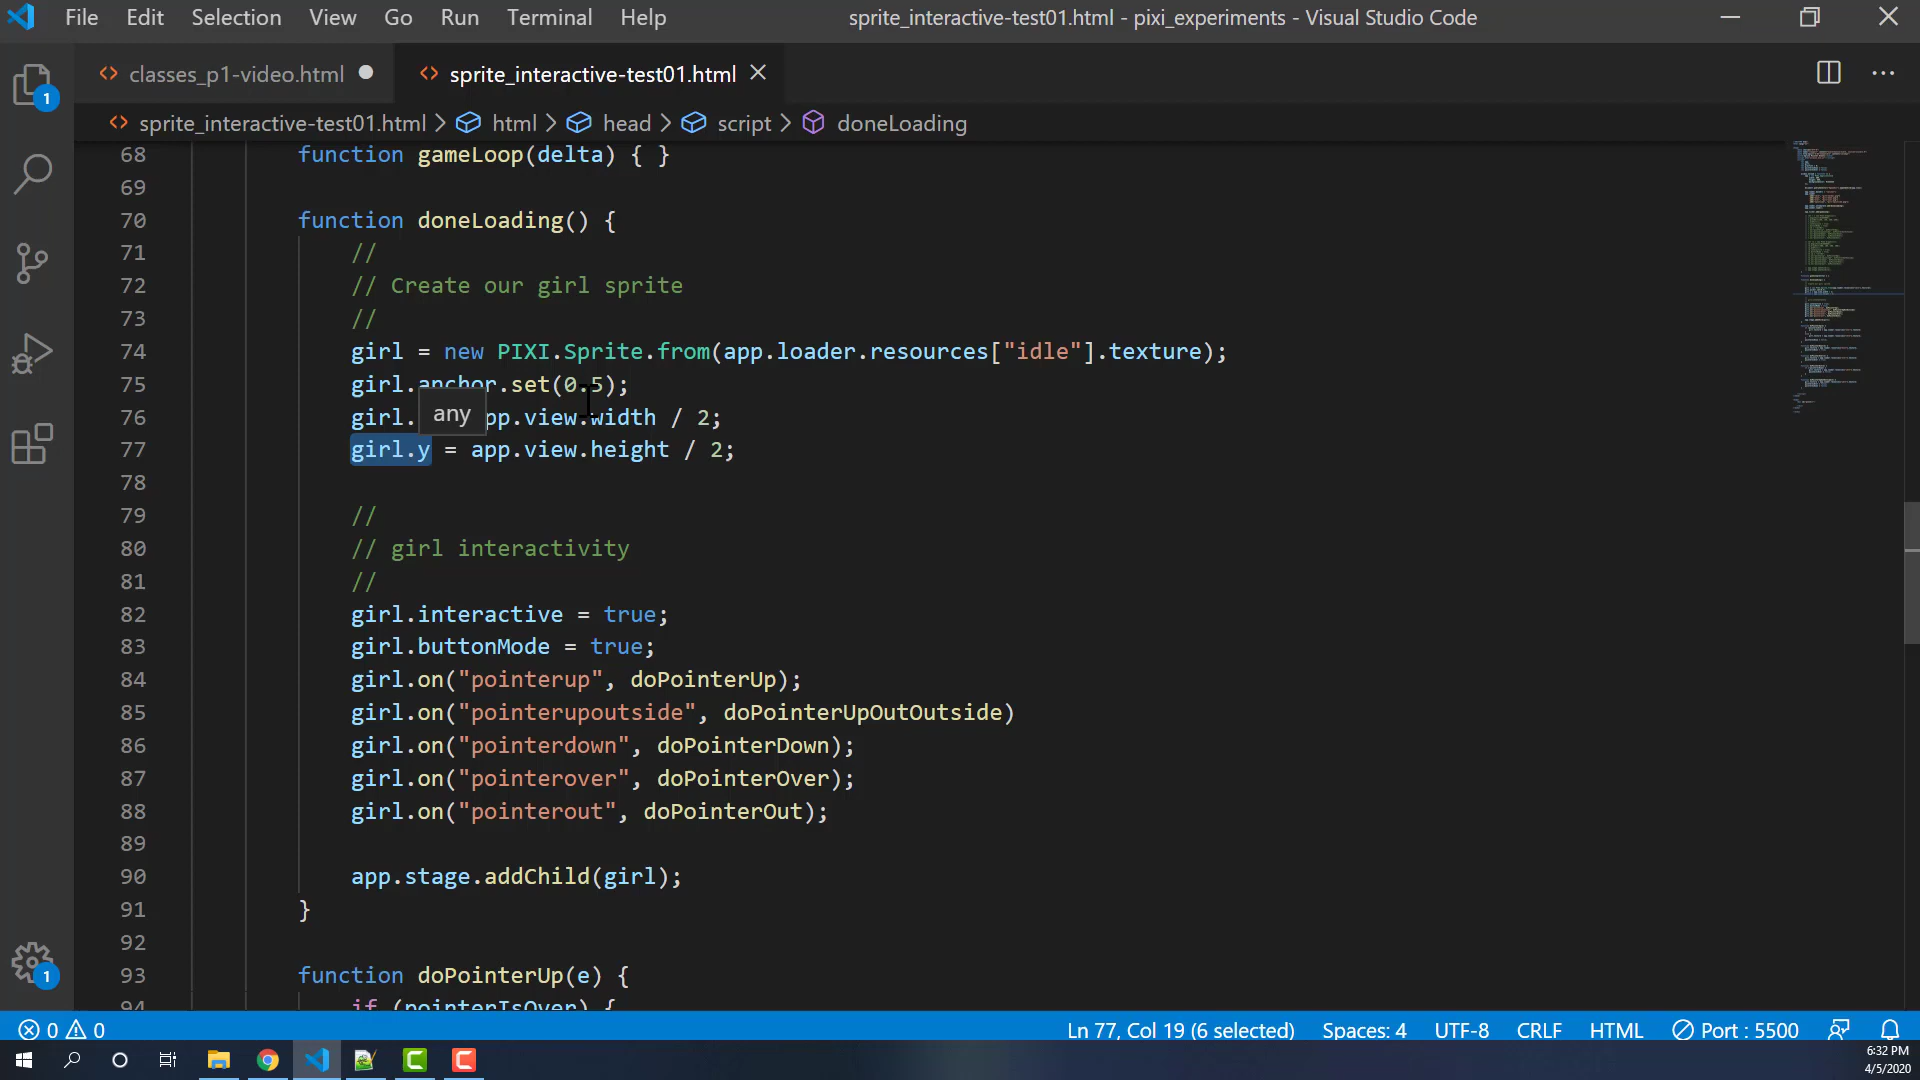 File Edit Selection View Go Run Terminal Help sprite_interactive-test01.html - pixi_experiments - Visual Studio Code
classes_p1-video.html sprite_interactive-test01.html
1
sprite_interactive-test01.html > html > head > script > doneLoading
68 function gameLoop(delta) { }
69
70 function doneLoading() {
71 //
72 // Create our girl sprite
73 //
74 girl = new PIXI.Sprite.from(app.loader.resources["idle"].texture);
75 girl.anchor.set(0.5);
76 girl. any pp.view.width / 2;
77 girl.y = app.view.height / 2;
78
79 //
80 // girl interactivity
81 //
82 girl.interactive = true;
83 girl.buttonMode = true;
84 girl.on("pointerup", doPointerUp);
85 girl.on("pointerupoutside", doPointerUpOutOutside)
86 girl.on("pointerdown", doPointerDown);
87 girl.on("pointerover", doPointerOver);
88 girl.on("pointerout", doPointerOut);
89
90 app.stage.addChild(girl);
91 }
92
93 function doPointerUp(e) {
94 if (pointerIsOver) {
1
0 0 Ln 77, Col 19 (6 selected) Spaces: 4 UTF-8 CRLF HTML Port : 5500
6:32 PM
4/5/2020